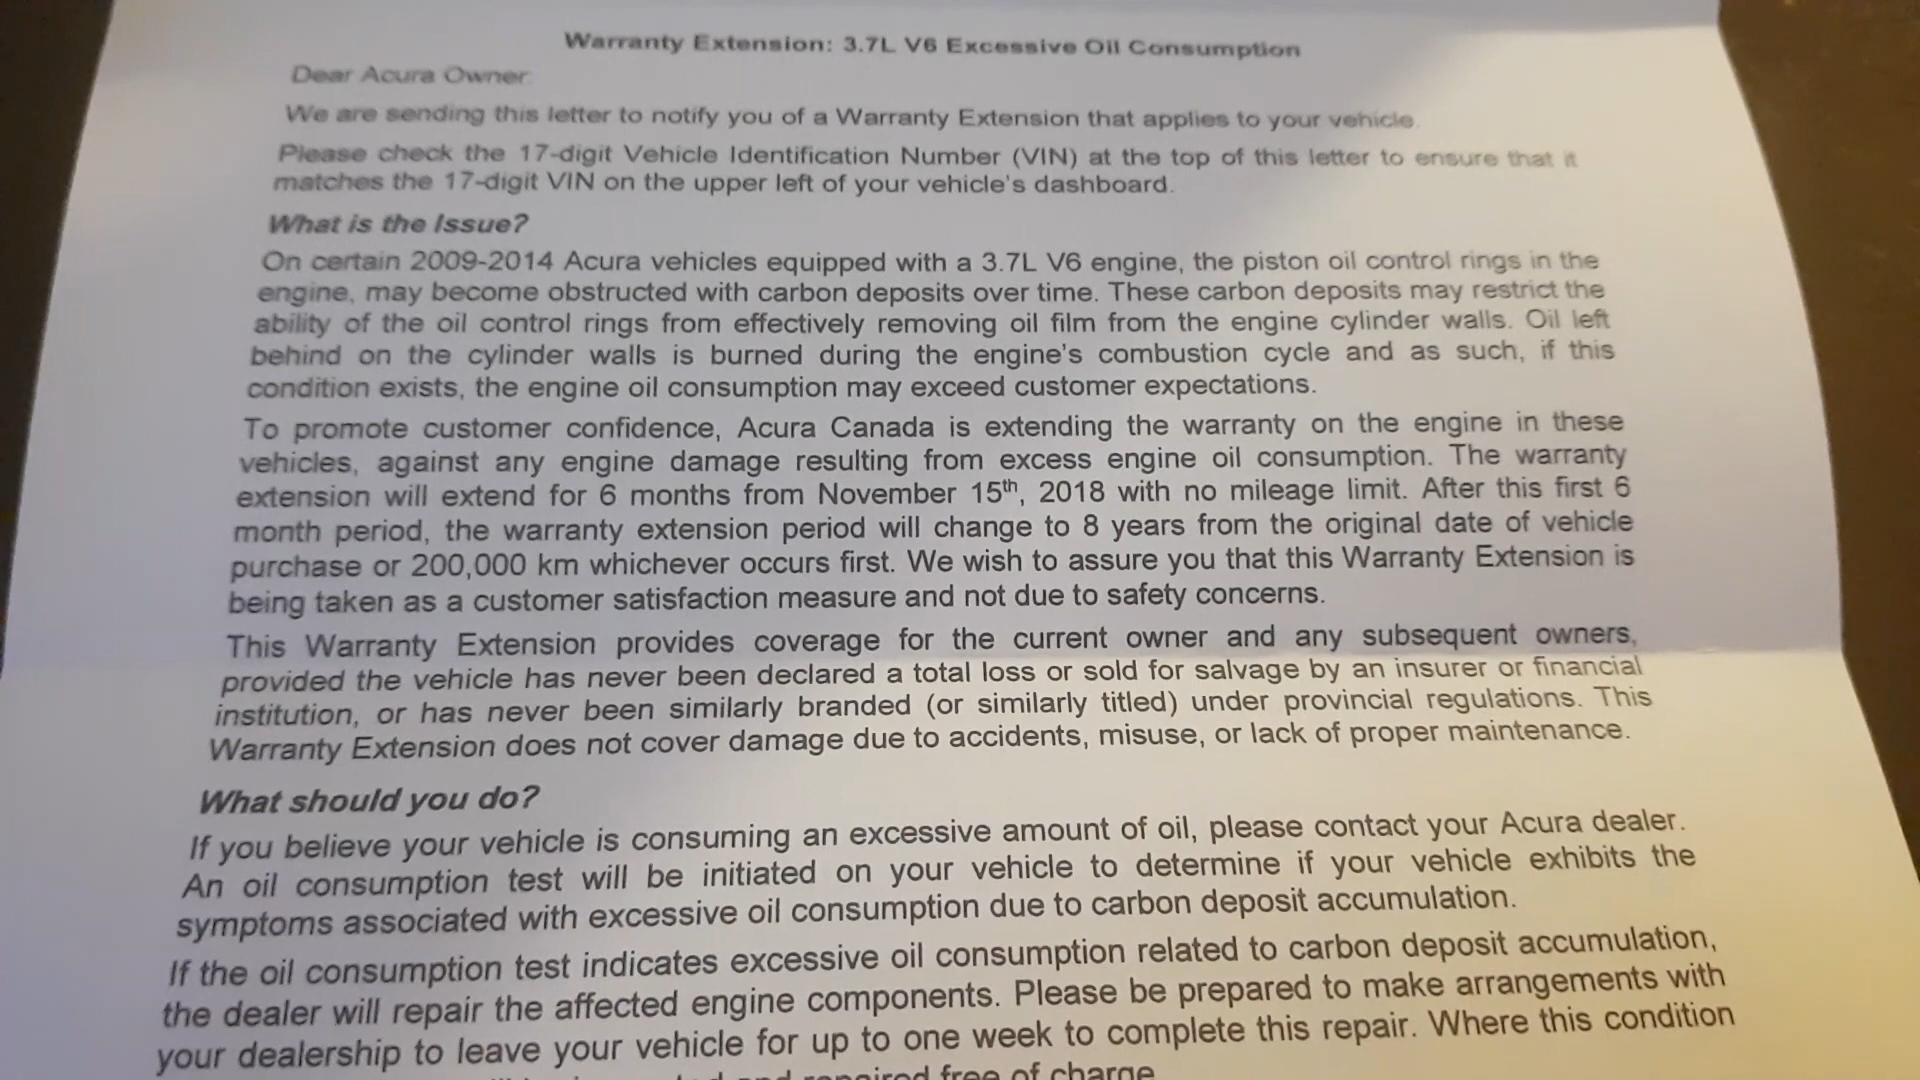 Warranty Extension: 3.7L V6 Excessive Oil Consumption
Dear Acura Owner:
We are sending this letter to notify you of a Warranty Extension that applies to your vehicle.
Please check the 17-digit Vehicle Identification Number (VIN) at the top of this letter to ensure that it
matches the 17-digit VIN on the upper left of your vehicle's dashboard.
What is the Issue?
On certain 2009-2014 Acura vehicles equipped with a 3.7L V6 engine, the piston oil control rings in the
engine, may become obstructed with carbon deposits over time. These carbon deposits may restrict the
ability of the oil control rings from effectively removing oil film from the engine cylinder walls. Oil left
behind on the cylinder walls is burned during the engine's combustion cycle and as such, if this
condition exists, the engine oil consumption may exceed customer expectations.
To promote customer confidence, Acura Canada is extending the warranty on the engine in these
vehicles, against any engine damage resulting from excess engine oil consumption. The warranty
extension will extend for 6 months from November 15th, 2018 with no mileage limit. After this first 6
month period, the warranty extension period will change to 8 years from the original date of vehicle
purchase or 200,000 km whichever occurs first. We wish to assure you that this Warranty Extension is
being taken as a customer satisfaction measure and not due to safety concerns.
This Warranty Extension provides coverage for the current owner and any subsequent owners,
provided the vehicle has never been declared a total loss or sold for salvage by an insurer or financial
institution, or has never been similarly branded (or similarly titled) under provincial regulations. This
Warranty Extension does not cover damage due to accidents, misuse, or lack of proper maintenance.
What should you do?
If you believe your vehicle is consuming an excessive amount of oil, please contact your Acura dealer.
An oil consumption test will be initiated on your vehicle to determine if your vehicle exhibits the
symptoms associated with excessive oil consumption due to carbon deposit accumulation.
If the oil consumption test indicates excessive oil consumption related to carbon deposit accumulation,
the dealer will repair the affected engine components. Please be prepared to make arrangements with
your dealership to leave your vehicle for up to one week to complete this repair. Where this condition
and repaired free of charge